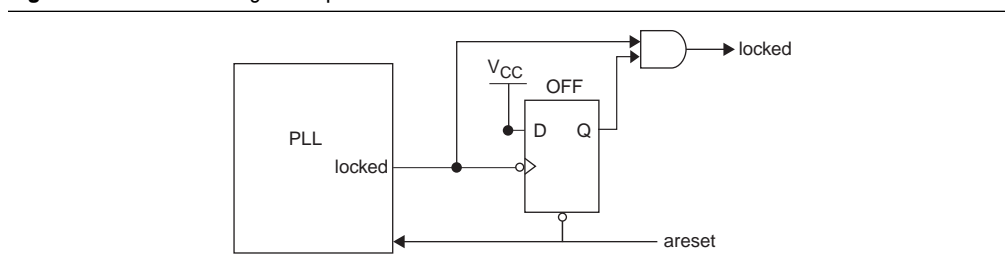 locked
VCC
OFF
D Q
PLL
locked
areset